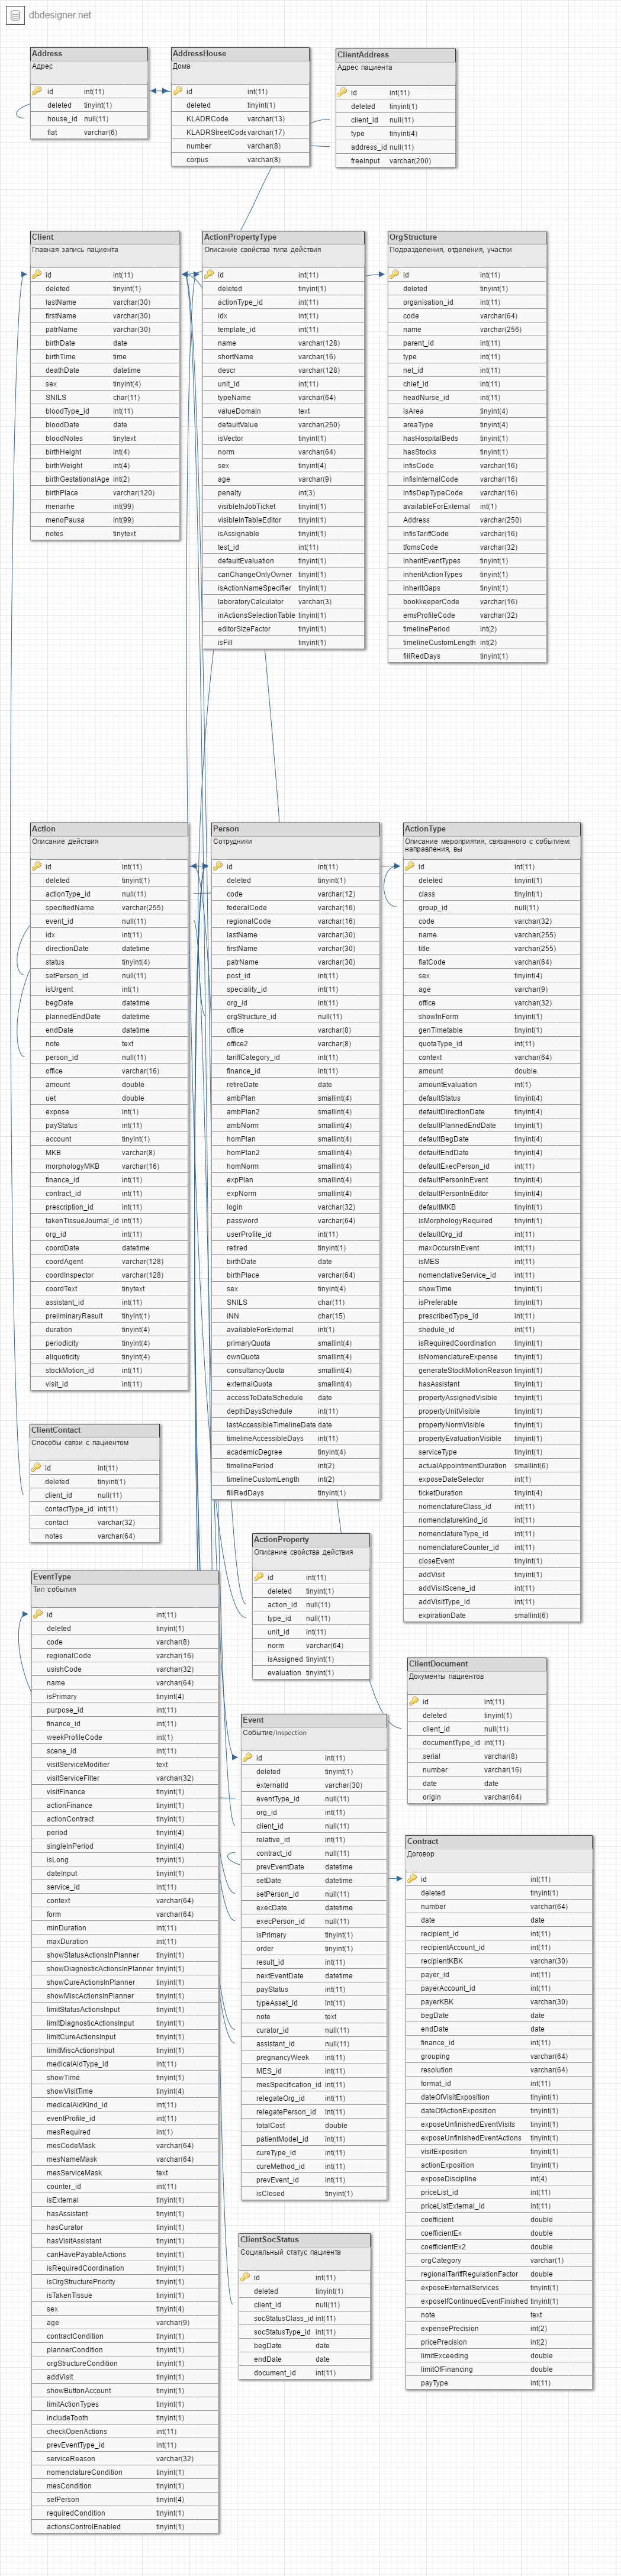 dbdesigner.net
Address
Адрес
id int(11)
deleted tinyint(1)
house_id null(11)
flat varchar(6)
AddressHouse
Дома
id int(11)
deleted tinyint(1)
KLADRCode varchar(13)
KLADRStreetCode varchar(17)
number varchar(8)
corpus varchar(8)
ClientAddress
Адрес пациента
id int(11)
deleted tinyint(1)
client_id null(11)
type tinyint(4)
address_id null(11)
freeInput varchar(200)
Client
Главная запись пациента
id int(11)
deleted tinyint(1)
lastName varchar(30)
firstName varchar(30)
patrName varchar(30)
birthDate date
birthTime time
deathDate datetime
sex tinyint(4)
SNILS char(11)
bloodType_id int(11)
bloodDate date
bloodNotes tinytext
birthHeight int(4)
birthWeight int(4)
birthGestationalAge int(2)
birthPlace varchar(120)
menarhe int(99)
menoPausa int(99)
notes tinytext
ActionPropertyType
Описание свойства типа действия
id int(11)
deleted tinyint(1)
actionType_id int(11)
idx int(11)
template_id int(11)
name varchar(128)
shortName varchar(16)
descr varchar(128)
unit_id int(11)
typeName varchar(64)
valueDomain text
defaultValue varchar(250)
isVector tinyint(1)
norm varchar(64)
sex tinyint(4)
age varchar(9)
penalty int(3)
visibleInJobTicket tinyint(1)
visibleInTableEditor tinyint(1)
isAssignable tinyint(1)
test_id int(11)
defaultEvaluation tinyint(1)
canChangeOnlyOwner tinyint(1)
isActionNameSpecifier tinyint(1)
laboratoryCalculator varchar(3)
inActionsSelectionTable tinyint(1)
editorSizeFactor tinyint(1)
isFill tinyint(1)
OrgStructure
Подразделения, отделения, участки
id int(11)
deleted tinyint(1)
organisation_id int(11)
code varchar(64)
name varchar(256)
parent_id int(11)
type int(11)
net_id int(11)
chief_id int(11)
headNurse_id int(11)
isArea tinyint(4)
areaType tinyint(4)
hasHospitalBeds tinyint(1)
hasStocks tinyint(1)
infisCode varchar(16)
infisInternalCode varchar(16)
infisDepTypeCode varchar(16)
availableForExternal int(1)
Address varchar(250)
infisTariffCode varchar(16)
tfomsCode varchar(32)
inheritEventTypes tinyint(1)
inheritActionTypes tinyint(1)
inheritGaps tinyint(1)
bookkeeperCode varchar(16)
emsProfileCode varchar(32)
timelinePeriod int(2)
timelineCustomLength int(2)
fillRedDays tinyint(1)
Action
Описание действия
id int(11)
deleted tinyint(1)
actionType_id null(11)
specifiedName varchar(255)
event_id null(11)
idx int(11)
directionDate datetime
status tinyint(4)
setPerson_id null(11)
isUrgent int(1)
begDate datetime
plannedEndDate datetime
endDate datetime
note text
person_id null(11)
office varchar(16)
amount double
uet double
expose int(1)
payStatus int(11)
account tinyint(1)
MKB varchar(8)
morphologyMKB varchar(16)
finance_id int(11)
contract_id int(11)
prescription_id int(11)
takenTissueJournal_id int(11)
org_id int(11)
coordDate datetime
coordAgent varchar(128)
coordInspector varchar(128)
coordText tinytext
assistant_id int(11)
preliminaryResult tinyint(1)
duration tinyint(4)
periodicity tinyint(4)
aliquoticity tinyint(4)
stockMotion_id int(11)
visit_id int(11)
Person
Сотрудники
id int(11)
deleted tinyint(1)
code varchar(12)
federalCode varchar(16)
regionalCode varchar(16)
lastName varchar(30)
firstName varchar(30)
patrName varchar(30)
post_id int(11)
speciality_id int(11)
org_id int(11)
orgStructure_id null(11)
office varchar(8)
office2 varchar(8)
tariffCategory_id int(11)
finance_id int(11)
retireDate date
ambPlan smallint(4)
ambPlan2 smallint(4)
ambNorm smallint(4)
homPlan smallint(4)
homPlan2 smallint(4)
homNorm smallint(4)
expPlan smallint(4)
expNorm smallint(4)
login varchar(32)
password varchar(64)
userProfile_id int(11)
retired tinyint(1)
birthDate date
birthPlace varchar(64)
sex tinyint(4)
SNILS char(11)
INN char(15)
availableForExternal int(1)
primaryQuota smallint(4)
ownQuota smallint(4)
consultancyQuota smallint(4)
externalQuota smallint(4)
accessToDateSchedule date
depthDaysSchedule int(11)
lastAccessibleTimelineDate date
timelineAccessibleDays int(11)
academicDegree tinyint(4)
timelinePeriod int(2)
timelineCustomLength int(2)
fillRedDays tinyint(1)
ActionType
Описание мероприятия, связанного с событием:
направления, вы
id int(11)
deleted tinyint(1)
class tinyint(1)
group_id null(11)
code varchar(32)
name varchar(255)
title varchar(255)
flatCode varchar(64)
sex tinyint(4)
age varchar(9)
office varchar(32)
showInForm tinyint(1)
genTimetable tinyint(1)
quotaType_id int(11)
context varchar(64)
amount double
amountEvaluation int(1)
defaultStatus tinyint(4)
defaultDirectionDate tinyint(4)
defaultPlannedEndDate tinyint(1)
defaultBegDate tinyint(4)
defaultEndDate tinyint(4)
defaultExecPerson_id int(11)
defaultPersonInEvent tinyint(4)
defaultPersonInEditor tinyint(4)
defaultMKB tinyint(1)
isMorphologyRequired tinyint(1)
defaultOrg_id int(11)
maxOccursInEvent int(11)
isMES int(11)
nomenclativeService_id int(11)
showTime tinyint(1)
isPreferable tinyint(1)
prescribedType_id int(11)
shedule_id int(11)
isRequiredCoordination tinyint(1)
isNomenclatureExpense tinyint(1)
generateStockMotionReason tinyint(1)
hasAssistant tinyint(1)
propertyAssignedVisible tinyint(1)
propertyUnitVisible tinyint(1)
propertyNormVisible tinyint(1)
propertyEvaluationVisible tinyint(1)
serviceType tinyint(1)
actualAppointmentDuration smallint(6)
exposeDateSelector int(1)
ticketDuration tinyint(4)
nomenclatureClass_id int(11)
nomenclatureKind_id int(11)
nomenclatureType_id int(11)
nomenclatureCounter_id int(11)
closeEvent tinyint(1)
addVisit tinyint(1)
addVisitScene_id int(11)
addVisitType_id int(11)
expirationDate smallint(6)
ClientContact
Способы связи с пациентом
id int(11)
deleted tinyint(1)
client_id null(11)
contactType_id int(11)
contact varchar(32)
notes varchar(64)
EventType
Тип события
id int(11)
deleted tinyint(1)
code varchar(8)
regionalCode varchar(16)
usishCode varchar(32)
name varchar(64)
isPrimary tinyint(4)
purpose_id int(11)
finance_id int(11)
weekProfileCode int(1)
scene_id int(11)
visitServiceModifier text
visitServiceFilter varchar(32)
visitFinance tinyint(1)
actionFinance tinyint(1)
actionContract tinyint(1)
period tinyint(4)
singleInPeriod tinyint(4)
isLong tinyint(1)
dateInput tinyint(1)
service_id int(11)
context varchar(64)
form varchar(64)
minDuration int(11)
maxDuration int(11)
showStatusActionsInPlanner tinyint(1)
showDiagnosticActionsInPlanner tinyint(1)
showCureActionsInPlanner tinyint(1)
showMiscActionsInPlanner tinyint(1)
limitStatusActionsInput tinyint(1)
limitDiagnosticActionsInput tinyint(1)
limitCureActionsInput tinyint(1)
limitMiscActionsInput tinyint(1)
medicalAidType_id int(11)
showTime tinyint(1)
showVisitTime tinyint(4)
medicalAidKind_id int(11)
eventProfile_id int(11)
mesRequired int(1)
mesCodeMask varchar(64)
mesNameMask varchar(64)
mesServiceMask text
counter_id int(11)
isExternal tinyint(1)
hasAssistant tinyint(1)
hasCurator tinyint(1)
hasVisitAssistant tinyint(1)
canHavePayableActions tinyint(1)
isRequiredCoordination tinyint(1)
isOrgStructurePriority tinyint(1)
isTakenTissue tinyint(1)
sex tinyint(4)
age varchar(9)
contractCondition tinyint(1)
plannerCondition tinyint(1)
orgStructureCondition tinyint(1)
addVisit tinyint(1)
showButtonAccount tinyint(1)
limitActionTypes tinyint(1)
includeTooth tinyint(1)
checkOpenActions int(11)
prevEventType_id int(11)
serviceReason varchar(32)
nomenclatureCondition tinyint(1)
mesCondition tinyint(1)
setPerson tinyint(4)
requiredCondition tinyint(1)
actionsControlEnabled tinyint(1)
ActionProperty
Описание свойства действия
id int(11)
deleted tinyint(1)
action_id null(11)
type_id null(11)
unit_id int(11)
norm varchar(64)
isAssigned tinyint(1)
evaluation tinyint(1)
ClientDocument
Документы пациентов
id int(11)
deleted tinyint(1)
client_id null(11)
documentType_id int(11)
serial varchar(8)
number varchar(16)
date date
origin varchar(64)
Event
Событие/Inspection
id int(11)
deleted tinyint(1)
externalId varchar(30)
eventType_id null(11)
org_id int(11)
client_id null(11)
relative_id int(11)
contract_id null(11)
prevEventDate datetime
setDate datetime
setPerson_id null(11)
execDate datetime
execPerson_id null(11)
isPrimary tinyint(1)
order tinyint(1)
result_id int(11)
nextEventDate datetime
payStatus int(11)
typeAsset_id int(11)
note text
curator_id null(11)
assistant_id null(11)
pregnancyWeek int(11)
MES_id int(11)
mesSpecification_id int(11)
relegateOrg_id int(11)
relegatePerson_id int(11)
totalCost double
patientModel_id int(11)
cureType_id int(11)
cureMethod_id int(11)
prevEvent_id int(11)
isClosed tinyint(1)
Contract
Договор
id int(11)
deleted tinyint(1)
number varchar(64)
date date
recipient_id int(11)
recipientAccount_id int(11)
recipientKBK varchar(30)
payer_id int(11)
payerAccount_id int(11)
payerKBK varchar(30)
begDate date
endDate date
finance_id int(11)
grouping varchar(64)
resolution varchar(64)
format_id int(11)
dateOfVisitExposition tinyint(1)
dateOfActionExposition tinyint(1)
exposeUnfinishedEventVisits tinyint(1)
exposeUnfinishedEventActions tinyint(1)
visitExposition tinyint(1)
actionExposition tinyint(1)
exposeDiscipline int(4)
priceList_id int(11)
priceListExternal_id int(11)
coefficient double
coefficientEx double
coefficientEx2 double
orgCategory varchar(1)
regionalTariffRegulationFactor double
exposeExternalServices tinyint(1)
exposeIfContinuedEventFinished tinyint(1)
note text
expensePrecision int(2)
pricePrecision int(2)
limitExceeding double
limitOfFinancing double
payType int(11)
ClientSocStatus
Социальный статус пациента
id int(11)
deleted tinyint(1)
client_id null(11)
socStatusClass_id int(11)
socStatusType_id int(11)
begDate date
endDate date
document_id int(11)